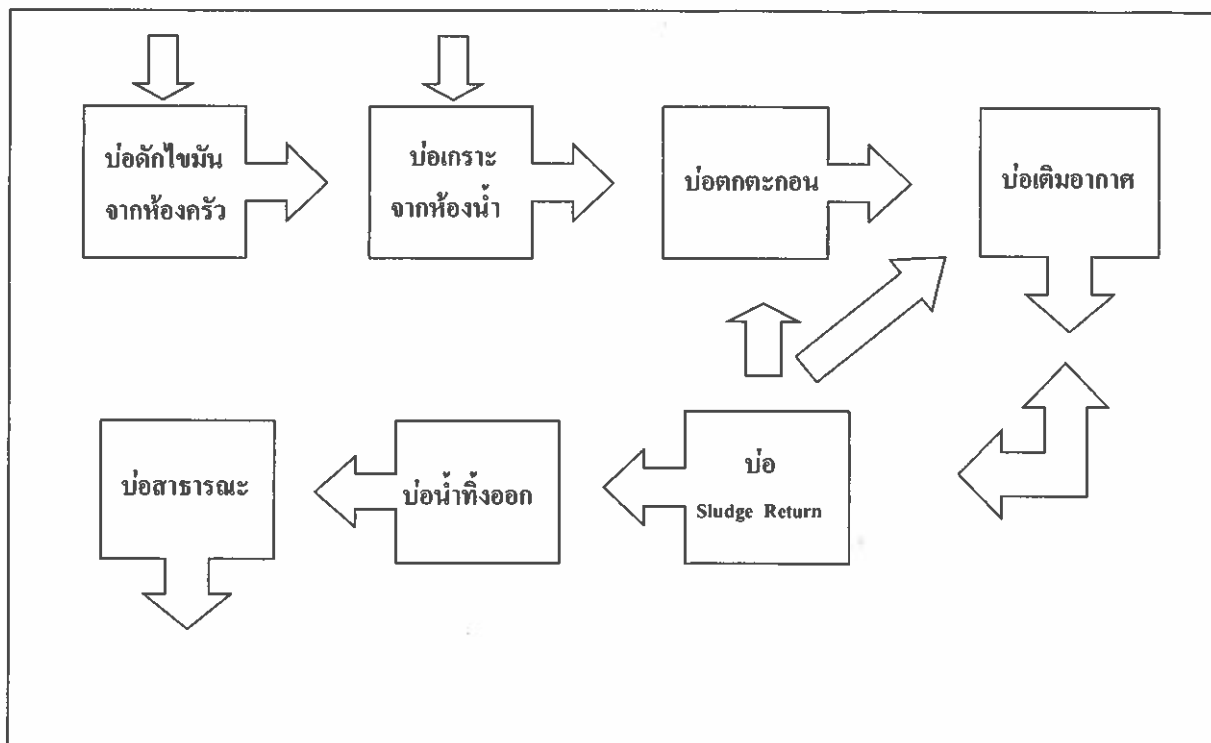 บ่อดักไขมัน
จากห้องครัว
บ่อเกราะ
จากห้องน้ำ
บ่อตกตะกอน
บ่อเติมอากาศ
บ่อสาธารณะ
บ่อน้ำทิ้งออก
บ่อ
Sludge Return